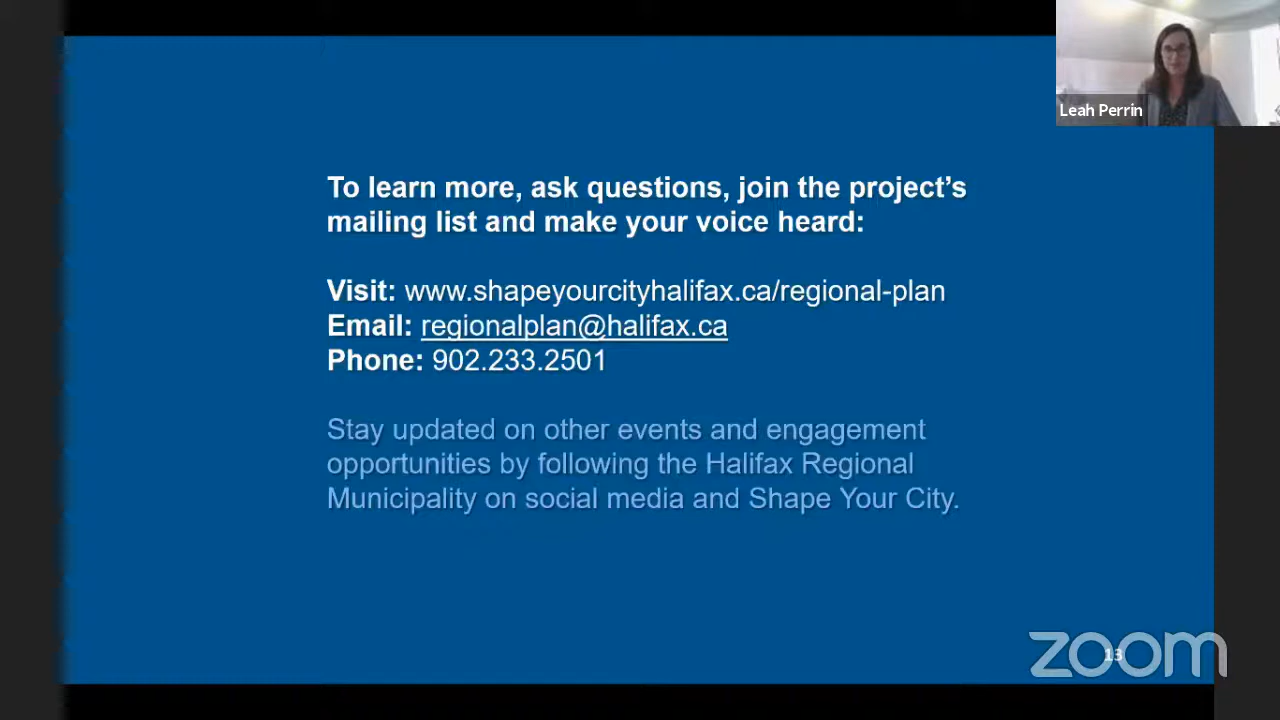 Leah Perrin
To learn more, ask questions, join the project’s
mailing list and make your voice heard:
Visit: www.shapeyourcityhalifax.ca/regional-plan
Email: regionalplan@halifax.ca
Phone: 902.233.2501
Stay updated on other events and engagement
opportunities by following the Halifax Regional
Municipality on social media and Shape Your City.
13
zoom